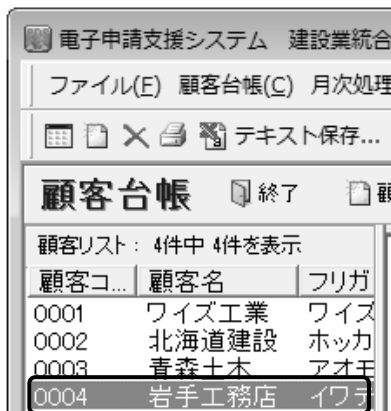 電子申請支援システム 建設業統合
ファイル(F) 顧客台帳(C) 月次処理
テキスト保存...
顧客台帳 終了
顧客リスト： 4件中 4件を表示
顧客コ... 顧客名 フリガ
0001 ワイズ工業 ワイズ
0002 北海道建設 ホッカ
0003 青森土木 アオモ
0004 岩手工務店 イワテ